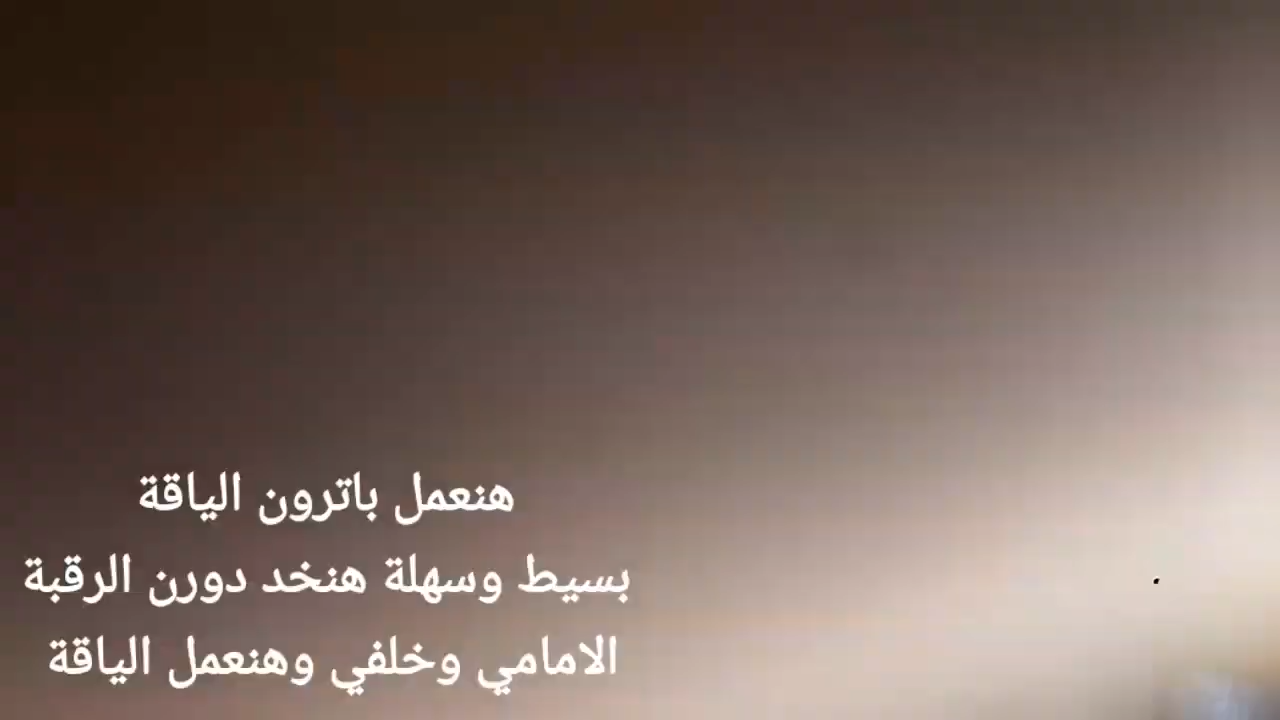 هنعمل باترون الياقة
بسيط وسهلة هنخد دورن الرقبة
الامامي وخلفي وهنعمل الياقة